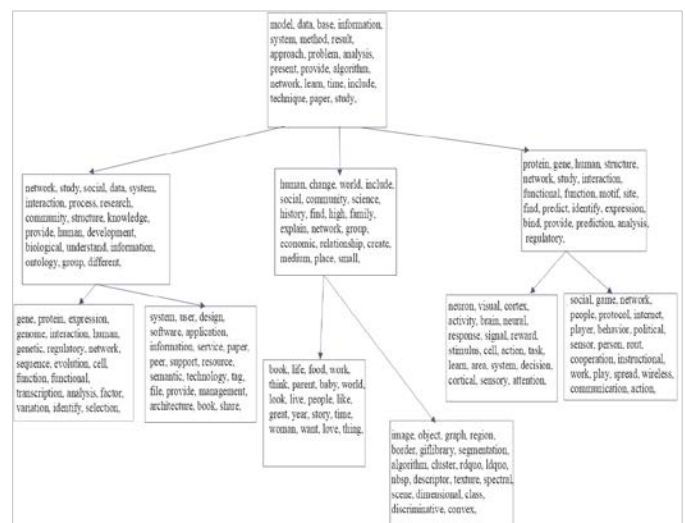 model, data, base, information,
system, method, result,
approach, problem, analysis,
present, provide, algorithm,
network, learn, time, include,
technique, paper, study,
network, study, social, data, system,
interaction, process, research,
community, structure, knowledge,
provide, human, development,
biological, understand, information,
ontology, group, different,
human, change, world, include,
social, community, science,
history, find, high, family,
explain, network, group,
economic, relationship, create,
medium, place, small,
protein, gene, human, structure,
network, study, interaction,
functional, function, motif, site,
find, predict, identify, expression,
bind, provide, prediction, analysis,
regulatory,
gene, protein, expression,
genome, interaction, human,
genetic, regulatory, network,
sequence, evolution, cell,
function, functional,
transcription, analysis, factor,
variation, identify, selection,
system, user, design,
software, application,
information, service, paper,
peer, support, resource,
semantic, technology, tag,
file, provide, management,
architecture, book, share,
book, life, food, work,
think, parent, baby, world,
look, live, people, like,
great, year, story, time,
woman, want, love, thing,
image, object, graph, region,
border, giflibrary, segmentation,
algorithm, cluster, rdquo, ldquo,
nbsp, descriptor, texture, spectral,
scene, dimensional, class,
discriminative, convex,
neuron, visual, cortex,
activity, brain, neural,
response, signal, reward,
stimulus, cell, action, task,
learn, area, system, decision,
cortical, sensory, attention,
social, game, network,
people, protocol, internet,
player, behavior, political,
sensor, person, rout,
cooperation, instructional,
work, play, spread, wireless,
communication, action,